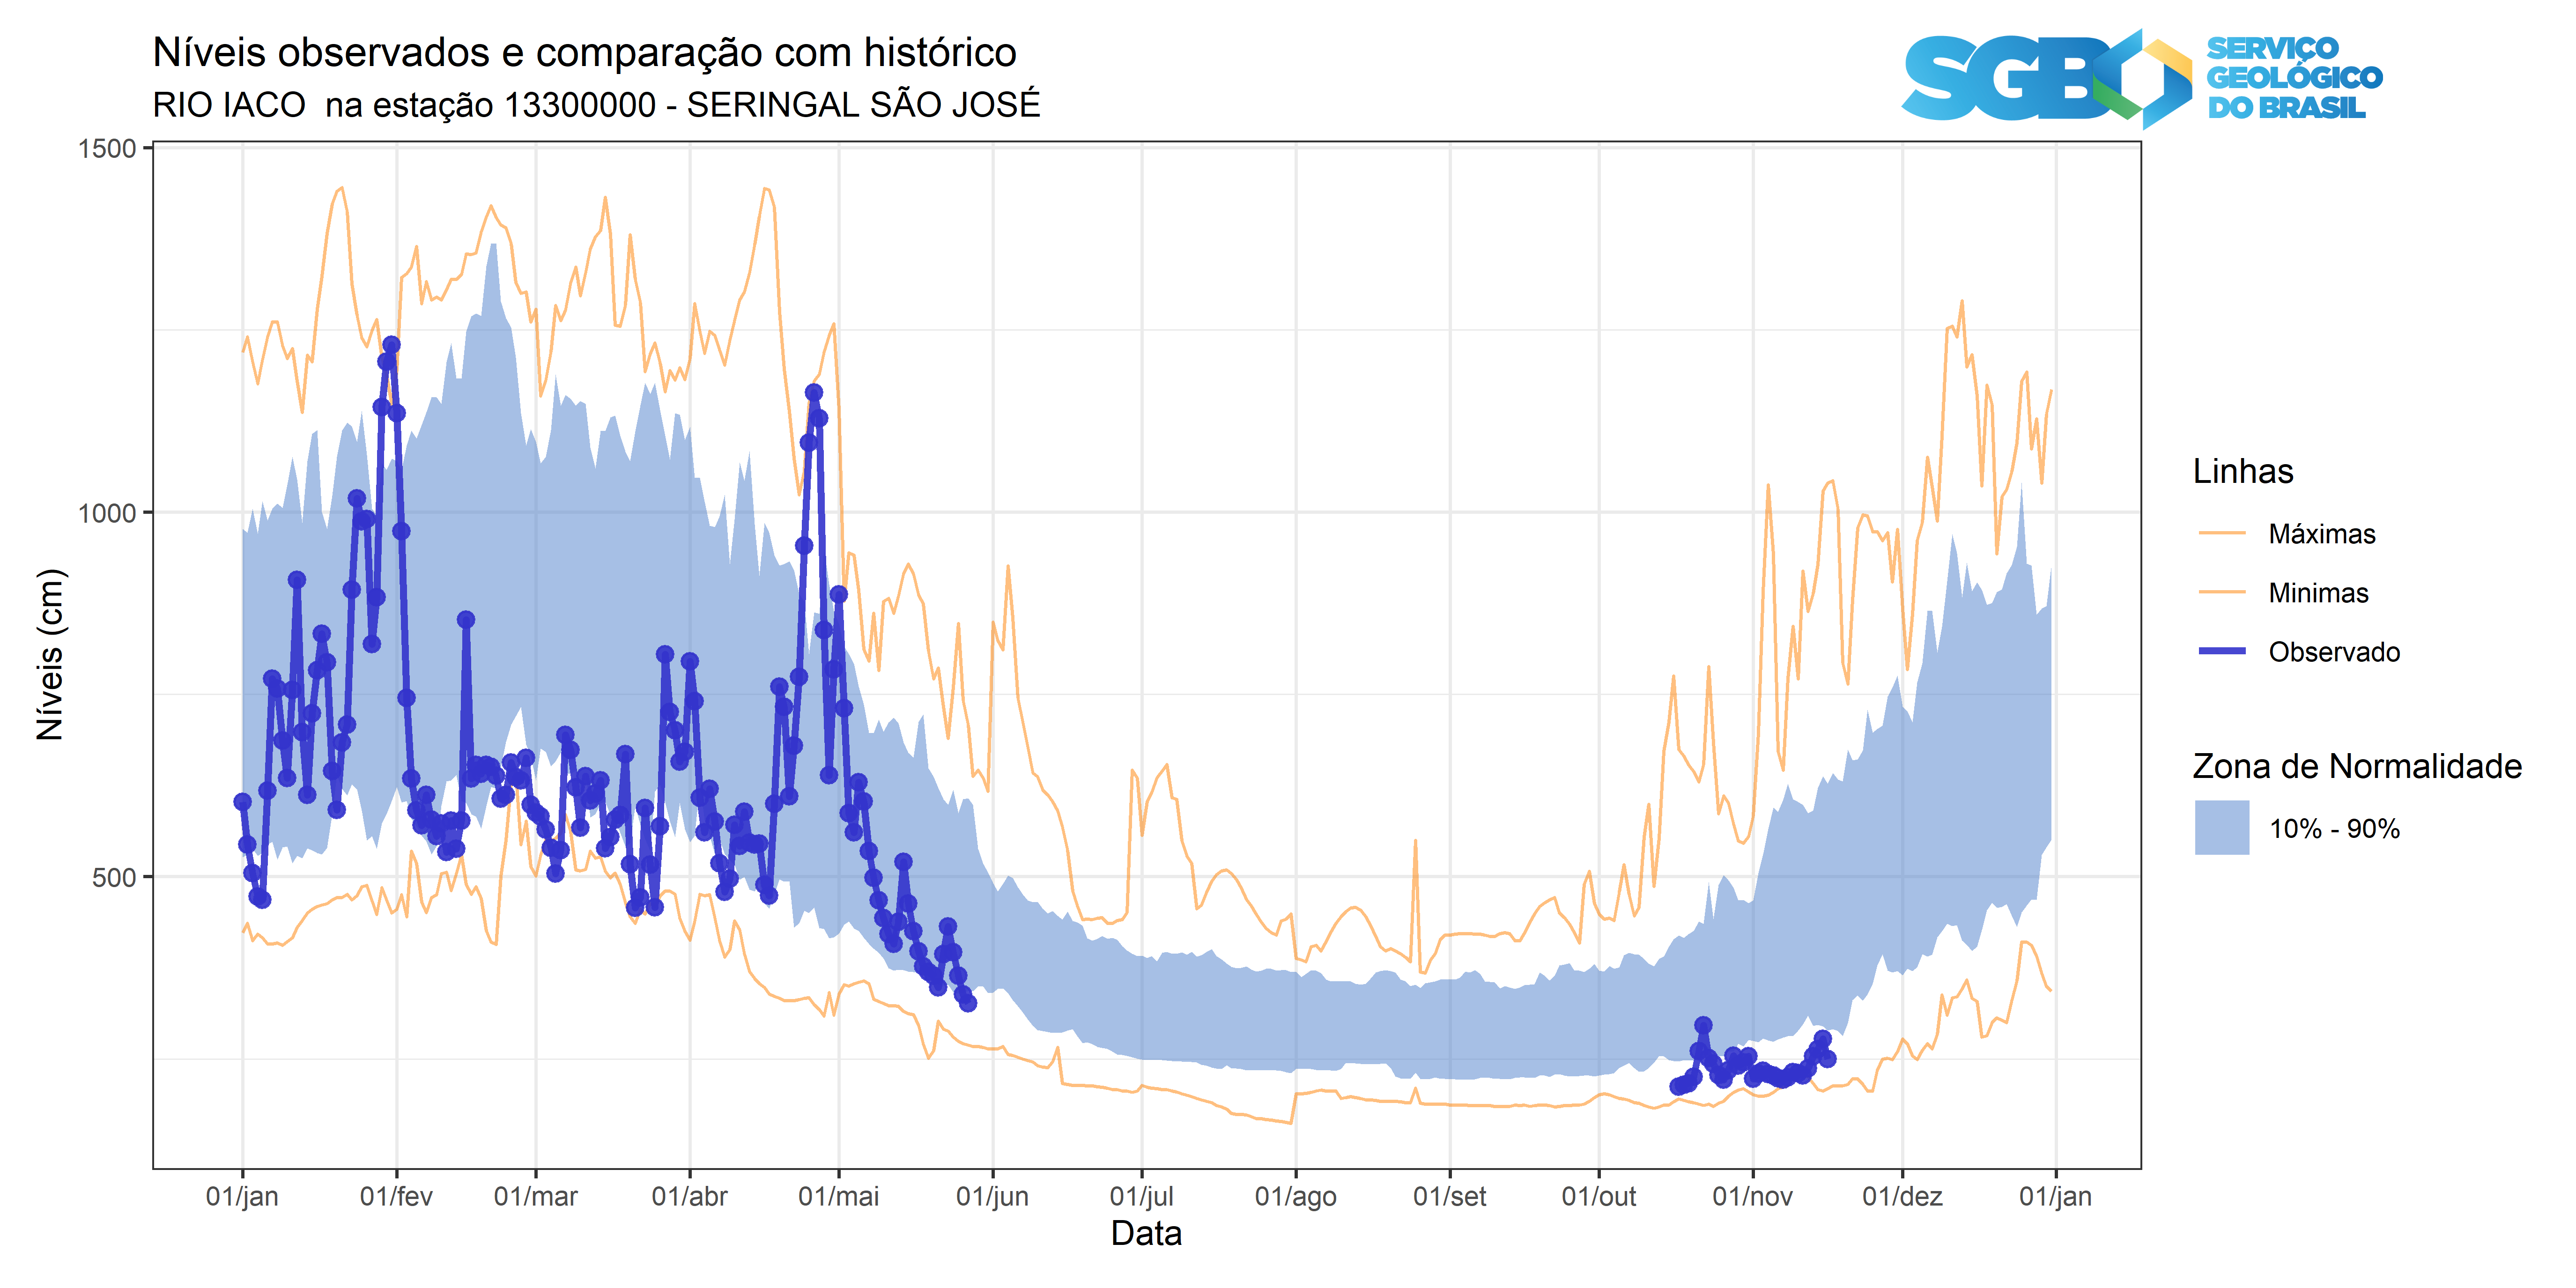 Níveis observados e comparação com histórico
RIO IACO  na estação 13300000 - SERINGAL SÃO JOSÉ
SGB
SERVIÇO
GEOLÓGICO
DO BRASIL
1500
1000
500
Níveis (cm)
01/jan
01/fev
01/mar
01/abr
01/mai
01/jun
01/jul
01/ago
01/set
01/out
01/nov
01/dez
01/jan
Data
Linhas
Máximas
Minimas
Observado
Zona de Normalidade
10% - 90%